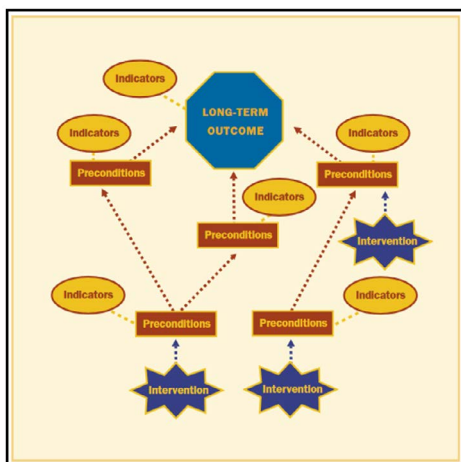 Indicators
LONG-TERM
OUTCOME
Indicators
Indicators
Preconditions
Preconditions
Indicators
Preconditions
Intervention
Indicators
Indicators
Preconditions
Preconditions
Intervention
Intervention